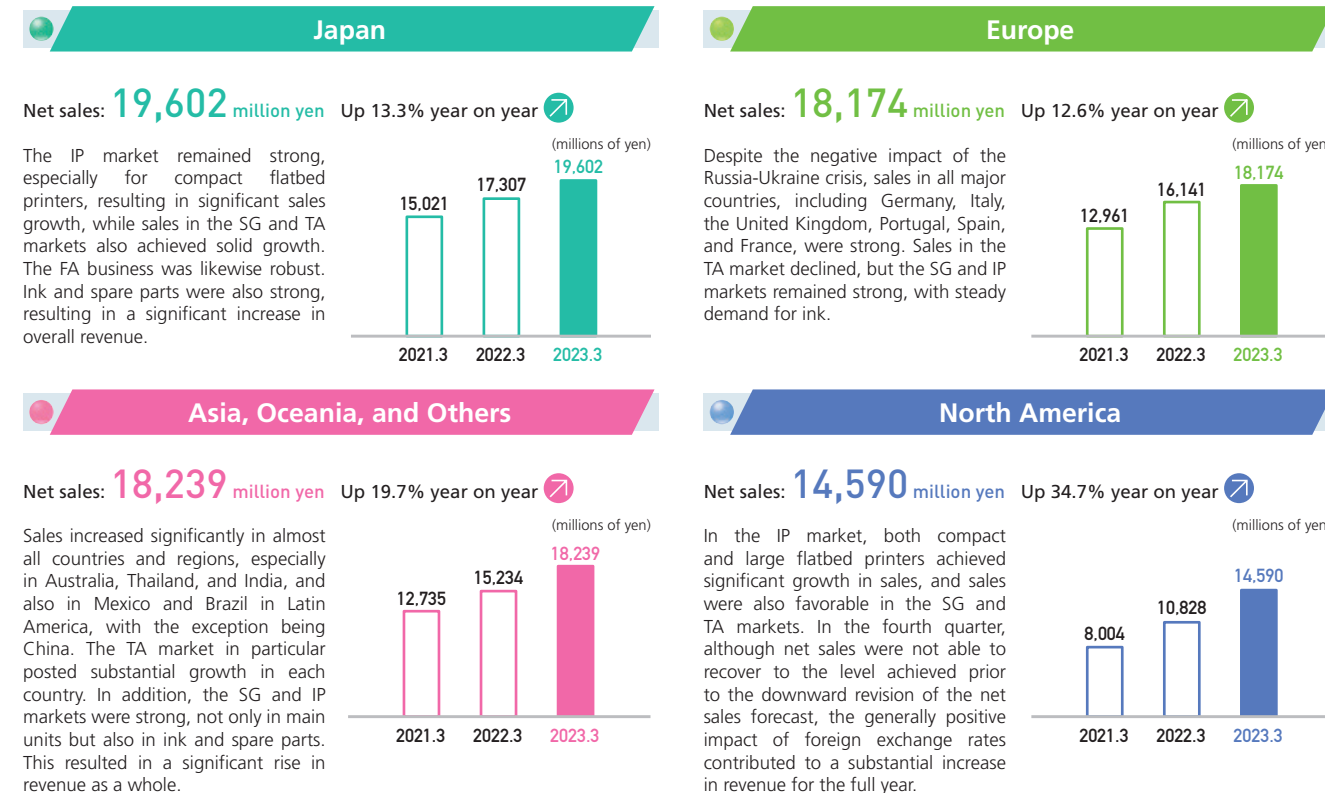 Japan
Net sales: 19,602 million yen Up 13.3% year on year
The IP market remained strong,
especially for compact flatbed
printers, resulting in significant sales
growth, while sales in the SG and TA
markets also achieved solid growth.
The FA business was likewise robust.
Ink and spare parts were also strong,
resulting in a significant increase in
overall revenue.
(millions of yen)
15,021
17,307
19,602
2021.3 2022.3 2023.3
Europe
Net sales: 18,174 million yen Up 12.6% year on year
Despite the negative impact of the
Russia-Ukraine crisis, sales in all major
countries, including Germany, Italy,
the United Kingdom, Portugal, Spain,
and France, were strong. Sales in the
TA market declined, but the SG and IP
markets remained strong, with steady
demand for ink.
(millions of yen
12,961
16,141
18,174
2021.3 2022.3 2023.3
Asia, Oceania, and Others
Net sales: 18,239 million yen Up 19.7% year on year
Sales increased significantly in almost
all countries and regions, especially
in Australia, Thailand, and India, and
also in Mexico and Brazil in Latin
America, with the exception being
China. The TA market in particular
posted substantial growth in each
country. In addition, the SG and IP
markets were strong, not only in main
units but also in ink and spare parts.
This resulted in a significant rise in
revenue as a whole.
(millions of yen)
12,735
15,234
18,239
2021.3 2022.3 2023.3
North America
Net sales: 14,590 million yen Up 34.7% year on year
In the IP market, both compact
and large flatbed printers achieved
significant growth in sales, and sales
were also favorable in the SG and
TA markets. In the fourth quarter,
although net sales were not able to
recover to the level achieved prior
to the downward revision of the net
sales forecast, the generally positive
impact of foreign exchange rates
contributed to a substantial increase
in revenue for the full year.
(millions of yen
8,004
10,828
14,590
2021.3 2022.3 2023.3